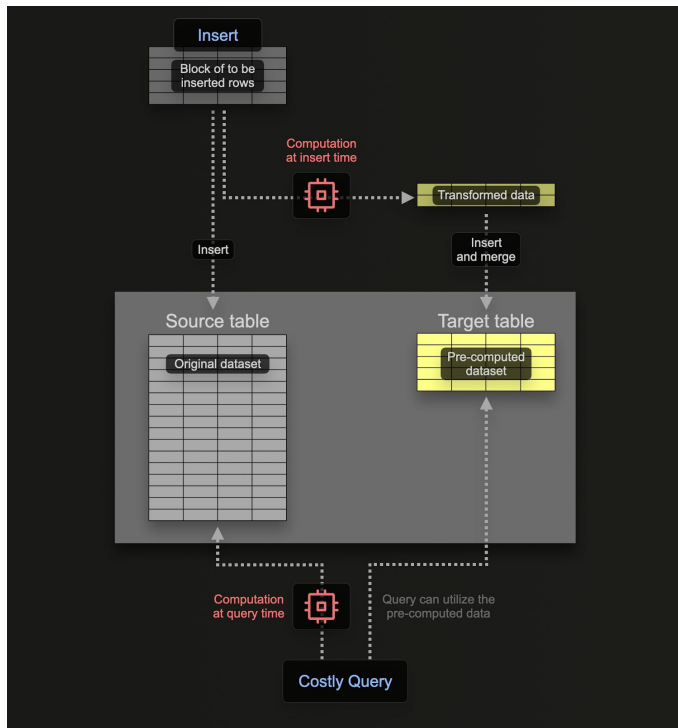 Insert
Block of to be
inserted rows
Computation
at insert time
Transformed data
Insert
Insert
and merge
Source table
Target table
Original dataset
Pre-computed
dataset
Computation
at query time
Query can utilize the
pre-computed data
Costly Query